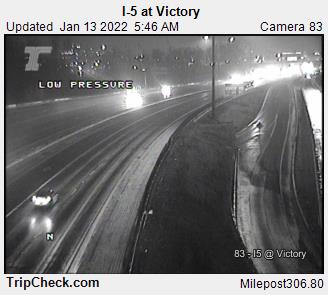 I-5 at Victory
Updated Jan 13 2022 5:46 AM Camera 83
T
LOW PRESSURE
N
83 - I5 @ Victory
TripCheck.com Milepost306.80